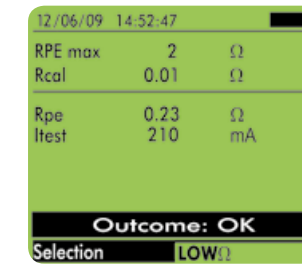 12/06/09 14:52:47
RPE max 2 Ω
Rcal 0.01 Ω
Rpe 0.23 Ω
Itest 210 mA
Outcome: OK
Selection LOWΩ